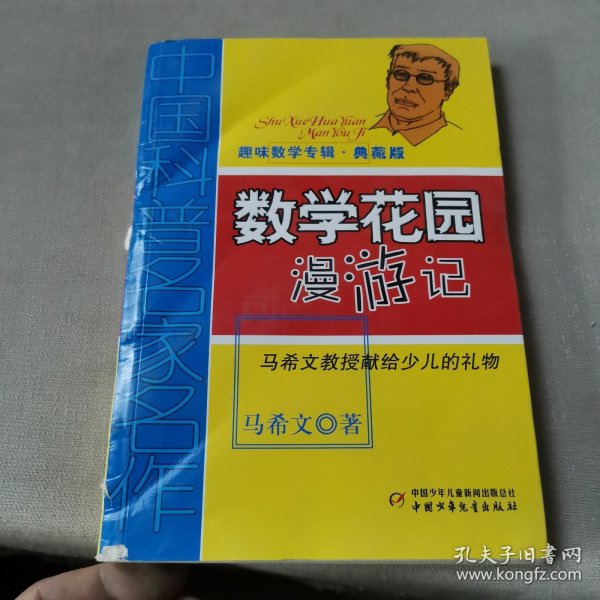 中国科普名家名作
Shu Xue Hua Yuan
Man You Ji
趣味数学专辑·典藏版
数学花园
漫游记
马希文教授献给少儿的礼物
马希文◎著
中国少年儿童新闻出版总社
中国少年儿童出版社
孔夫子旧书网
www.kongfz.com